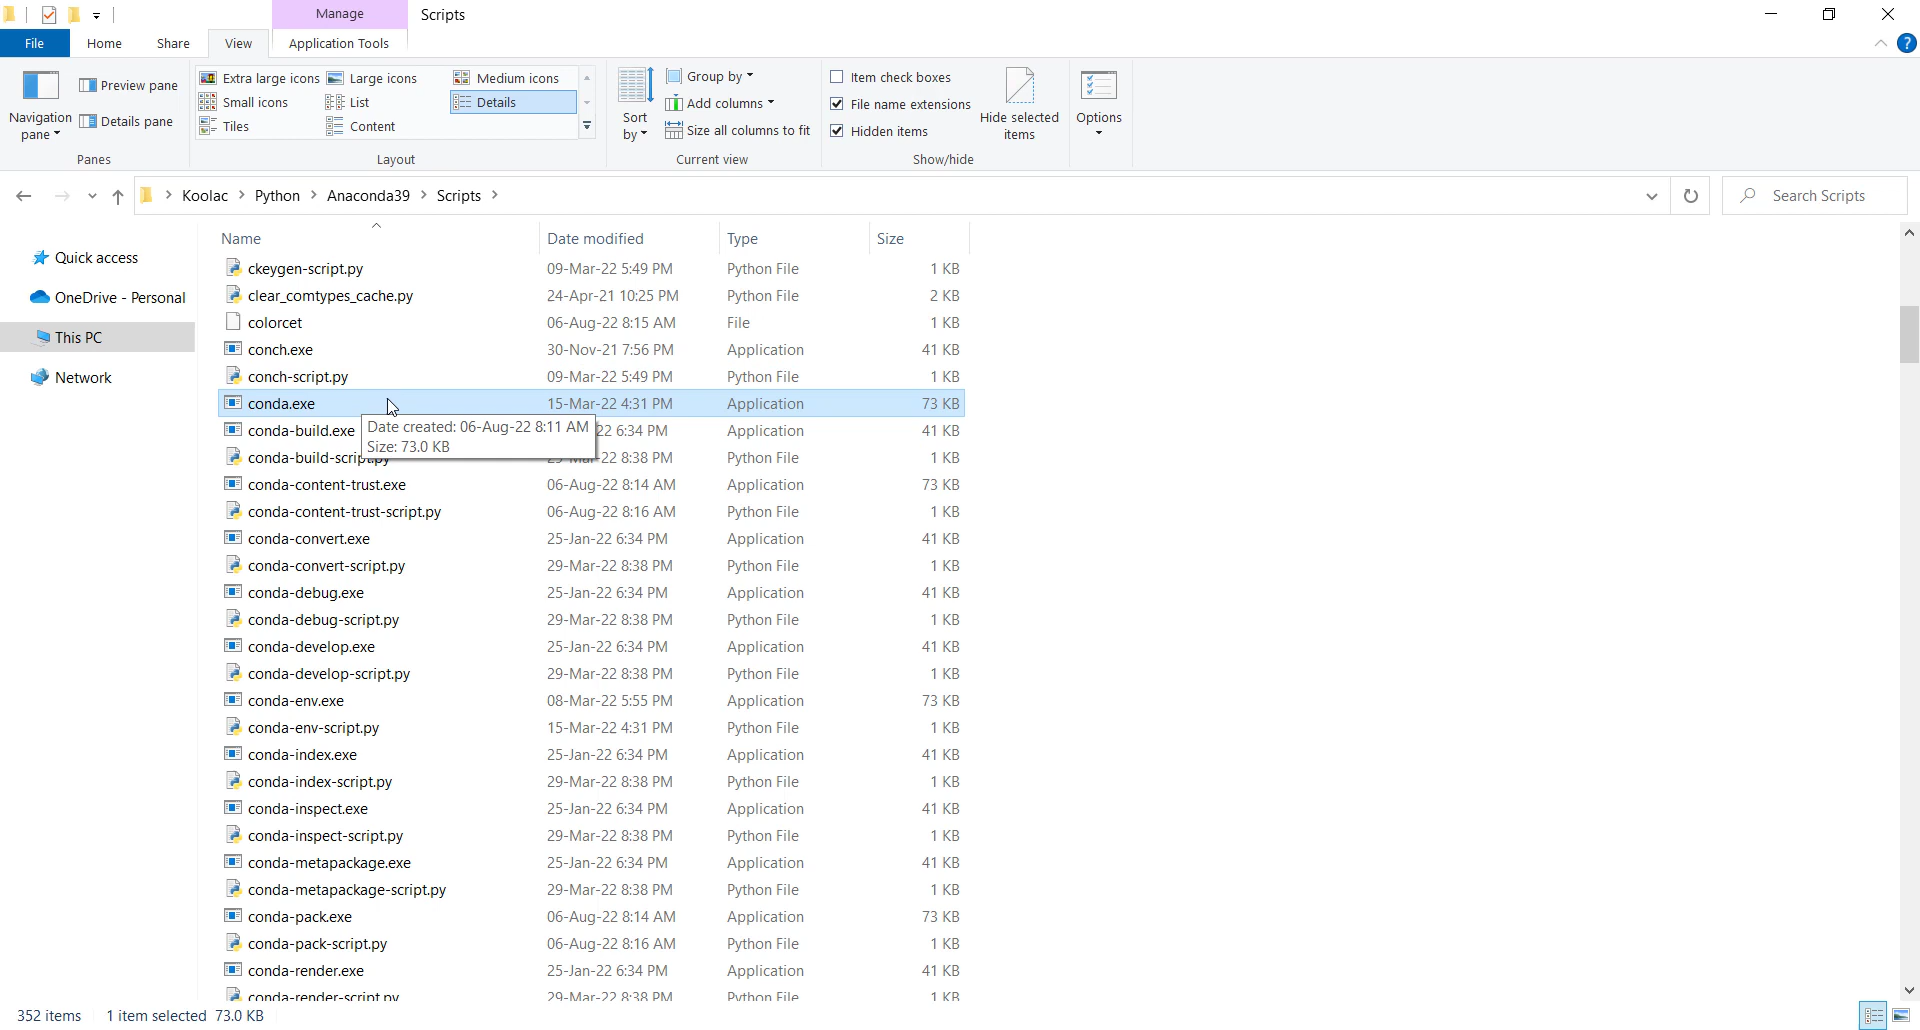 Manage
Scripts
File
Home
Share
View
Application Tools
Navigation pane
Preview pane
Details pane
Panes
Extra large icons
Large icons
Medium icons
Small icons
List
Details
Tiles
Content
Layout
Sort by
Group by
Add columns
Size all columns to fit
Current view
Item check boxes
File name extensions
Hidden items
Hide selected items
Show/hide
Options
Koolac > Python > Anaconda39 > Scripts >
Search Scripts
Quick access
OneDrive - Personal
This PC
Network
Name Date modified Type Size
ckeygen-script.py 09-Mar-22 5:49 PM Python File 1 KB
clear_comtypes_cache.py 24-Apr-21 10:25 PM Python File 2 KB
colorcet 06-Aug-22 8:15 AM File 1 KB
conch.exe 30-Nov-21 7:56 PM Application 41 KB
conch-script.py 09-Mar-22 5:49 PM Python File 1 KB
conda.exe 15-Mar-22 4:31 PM Application 73 KB
Date created: 06-Aug-22 8:11 AM
Size: 73.0 KB
conda-build.exe 22 6:34 PM Application 41 KB
conda-build-script.py 22 8:38 PM Python File 1 KB
conda-content-trust.exe 06-Aug-22 8:14 AM Application 73 KB
conda-content-trust-script.py 06-Aug-22 8:16 AM Python File 1 KB
conda-convert.exe 25-Jan-22 6:34 PM Application 41 KB
conda-convert-script.py 29-Mar-22 8:38 PM Python File 1 KB
conda-debug.exe 25-Jan-22 6:34 PM Application 41 KB
conda-debug-script.py 29-Mar-22 8:38 PM Python File 1 KB
conda-develop.exe 25-Jan-22 6:34 PM Application 41 KB
conda-develop-script.py 29-Mar-22 8:38 PM Python File 1 KB
conda-env.exe 08-Mar-22 5:55 PM Application 73 KB
conda-env-script.py 15-Mar-22 4:31 PM Python File 1 KB
conda-index.exe 25-Jan-22 6:34 PM Application 41 KB
conda-index-script.py 29-Mar-22 8:38 PM Python File 1 KB
conda-inspect.exe 25-Jan-22 6:34 PM Application 41 KB
conda-inspect-script.py 29-Mar-22 8:38 PM Python File 1 KB
conda-metapackage.exe 25-Jan-22 6:34 PM Application 41 KB
conda-metapackage-script.py 29-Mar-22 8:38 PM Python File 1 KB
conda-pack.exe 06-Aug-22 8:14 AM Application 73 KB
conda-pack-script.py 06-Aug-22 8:16 AM Python File 1 KB
conda-render.exe 25-Jan-22 6:34 PM Application 41 KB
conda-render-script.py 29-Mar-22 8:38 PM Python File 1 KB
352 items 1 item selected 73.0 KB